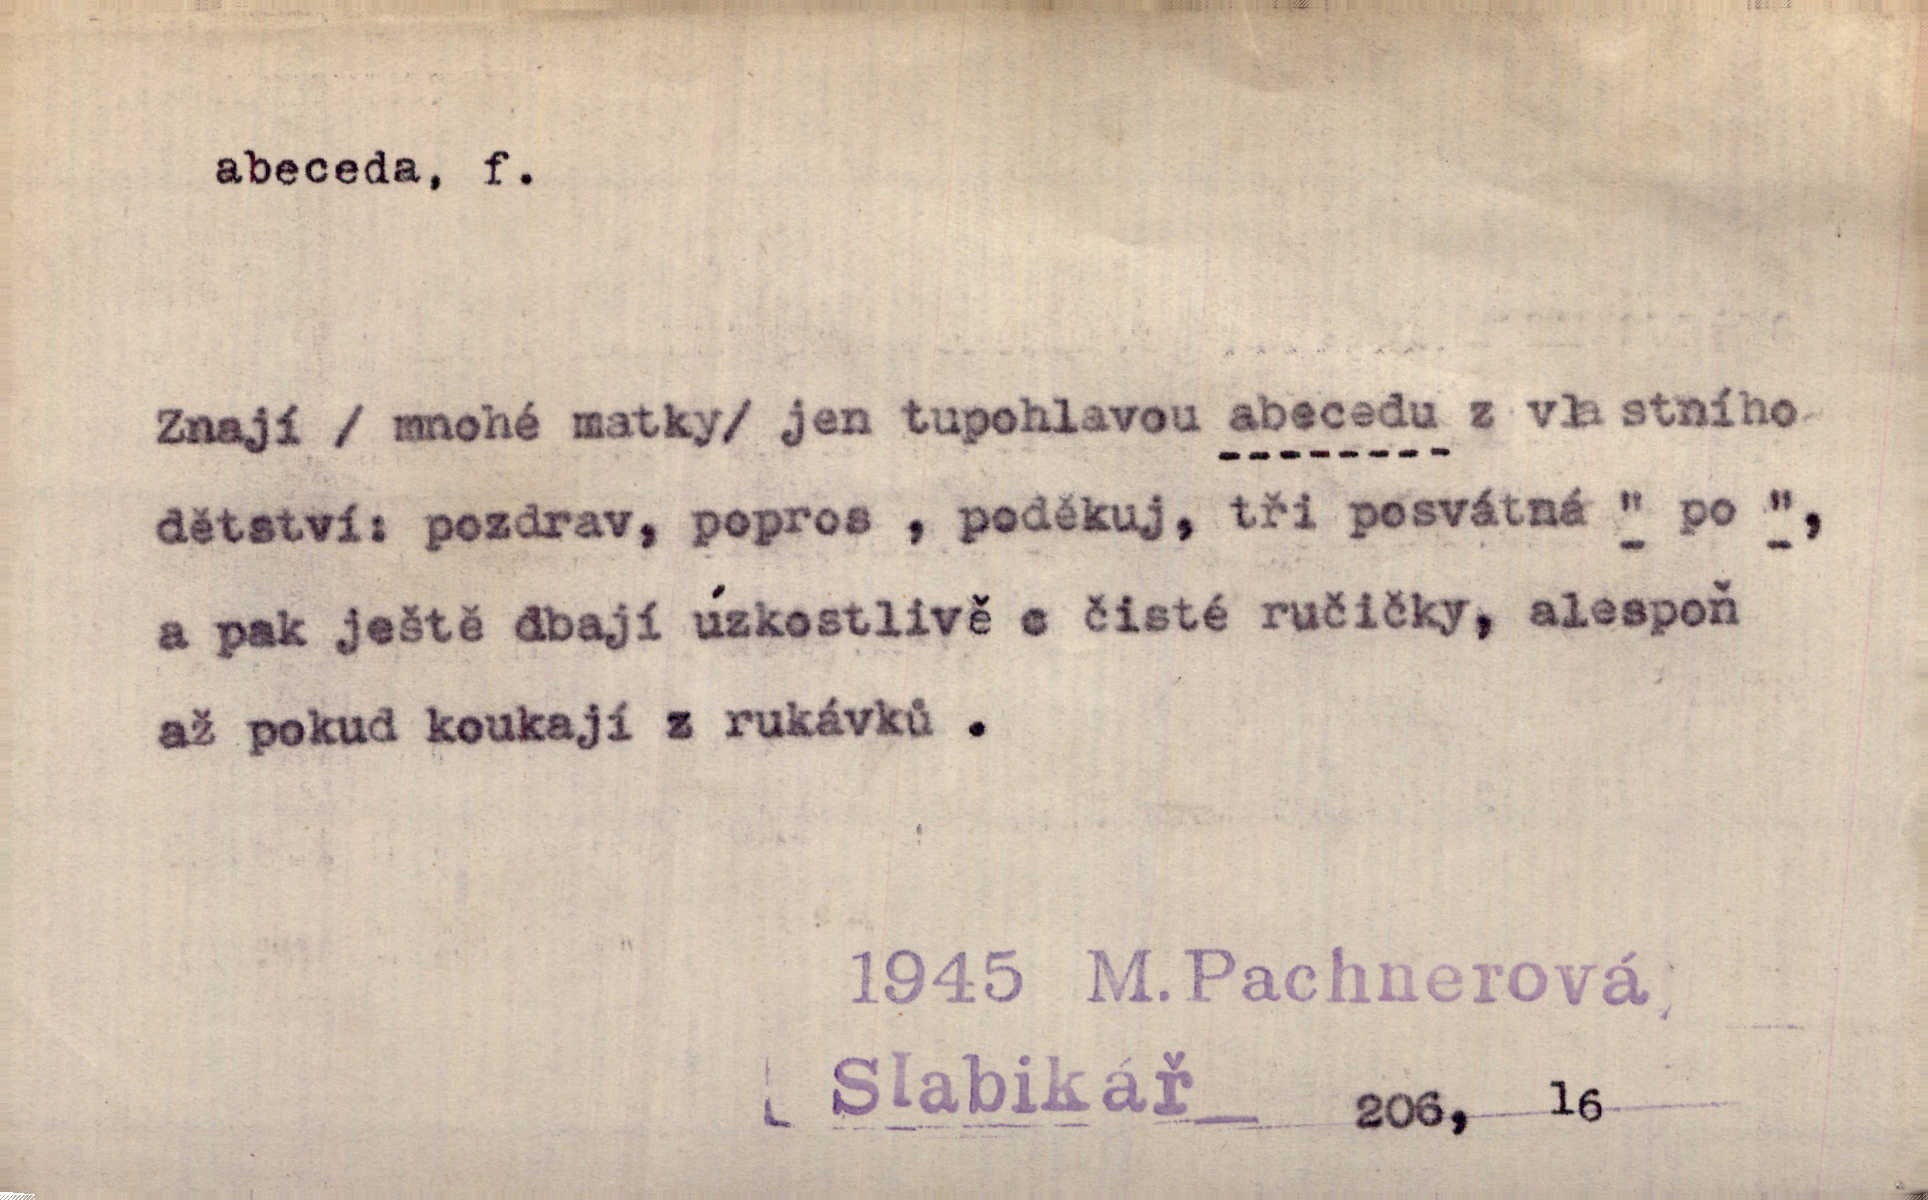 abeceda, f.
Znají / mnohé matky/ jen tupohlavou abecedu z vlastního
dětství: pozdrav, popros , poděkuj, tři posvátná " po ",
a pak ještě dbají úzkostlivě o čisté ručičky, alespoň
až pokud koukají z rukávků .
1945 M.Pachnerová
Slabikář 206, 16